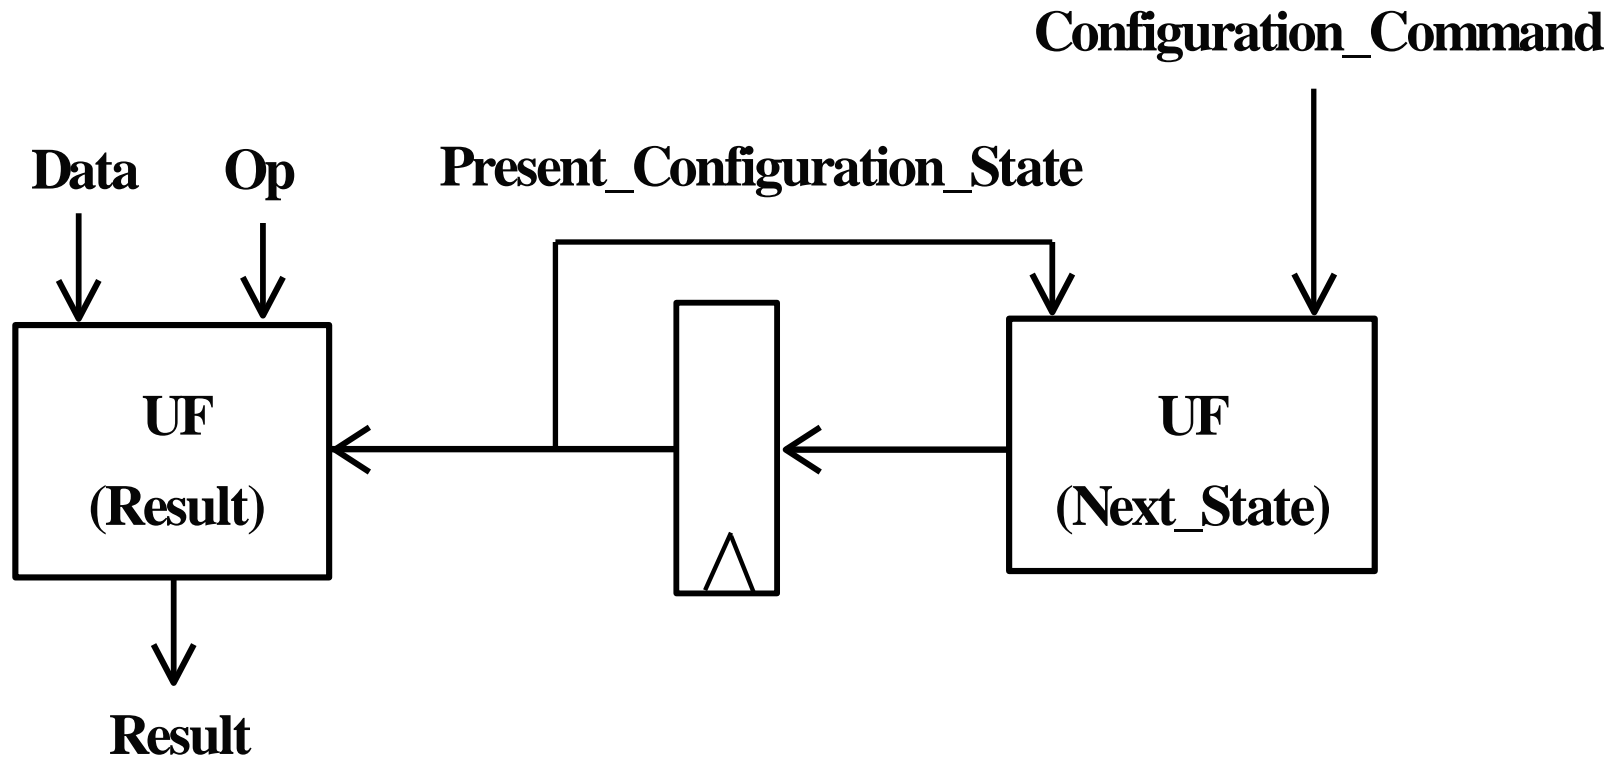 Configuration_Command
Data
Op
Present_Configuration_State
UF
(Result)
UF
(Next_State)
Result